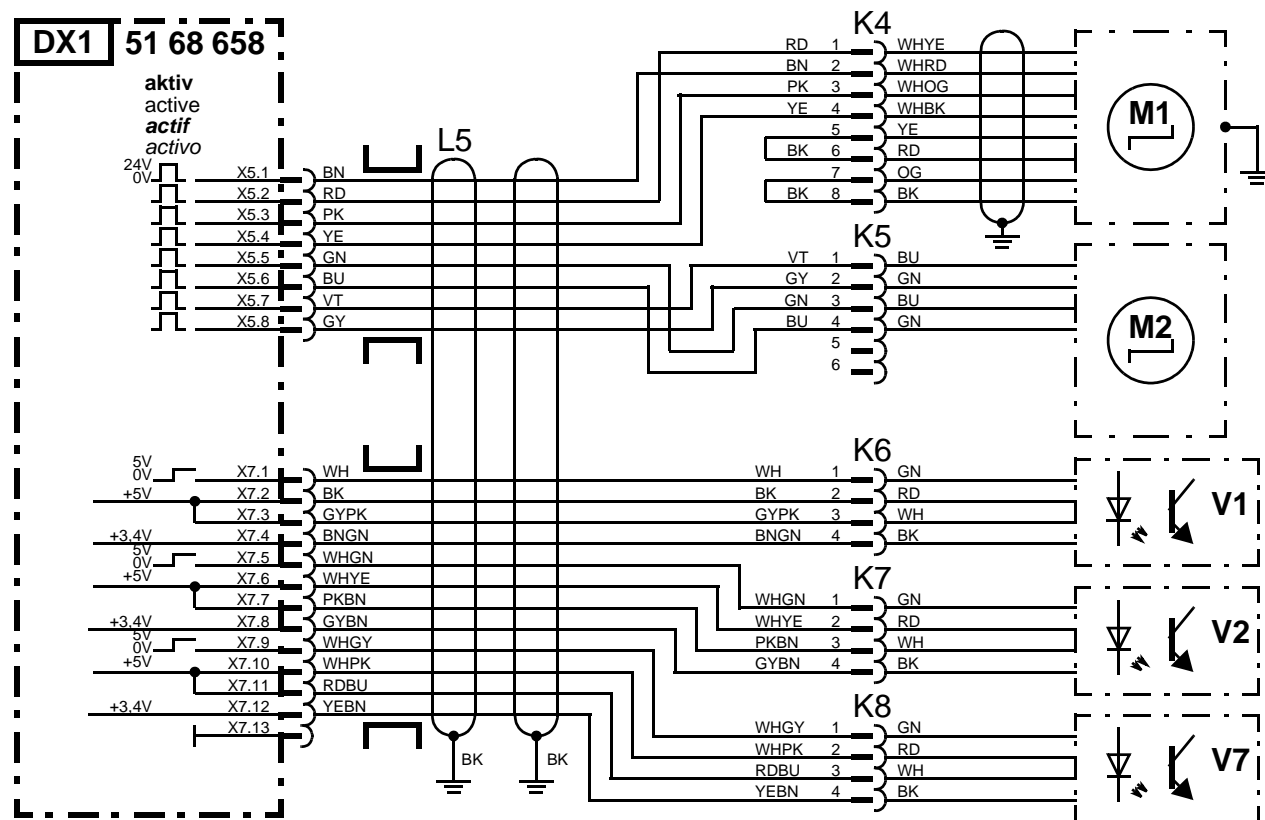 DX1 51 68 658
aktiv
active
actif
activo
24V
0V
X5.1 BN
X5.2 RD
X5.3 PK
X5.4 YE
X5.5 GN
X5.6 BU
X5.7 VT
X5.8 GY
L5
K4
RD 1 WHYE
BN 2 WHRD
PK 3 WHOG
YE 4 WHBK
5 YE
BK 6 RD
7 OG
BK 8 BK
M1
K5
VT 1 BU
GY 2 GN
GN 3 BU
BU 4 GN
5
6
M2
5V
0V X7.1 WH
+5V X7.2 BK
X7.3 GYPK
+3,4V X7.4 BNGN
5V
0V X7.5 WHGN
+5V X7.6 WHYE
X7.7 PKBN
+3,4V X7.8 GYBN
5V
0V X7.9 WHGY
+5V X7.10 WHPK
X7.11 RDBU
+3,4V X7.12 YEBN
X7.13
BK BK
K6
WH 1 GN
BK 2 RD
GYPK 3 WH
BNGN 4 BK
V1
K7
WHGN 1 GN
WHYE 2 RD
PKBN 3 WH
GYBN 4 BK
V2
K8
WHGY 1 GN
WHPK 2 RD
RDBU 3 WH
YEBN 4 BK
V7